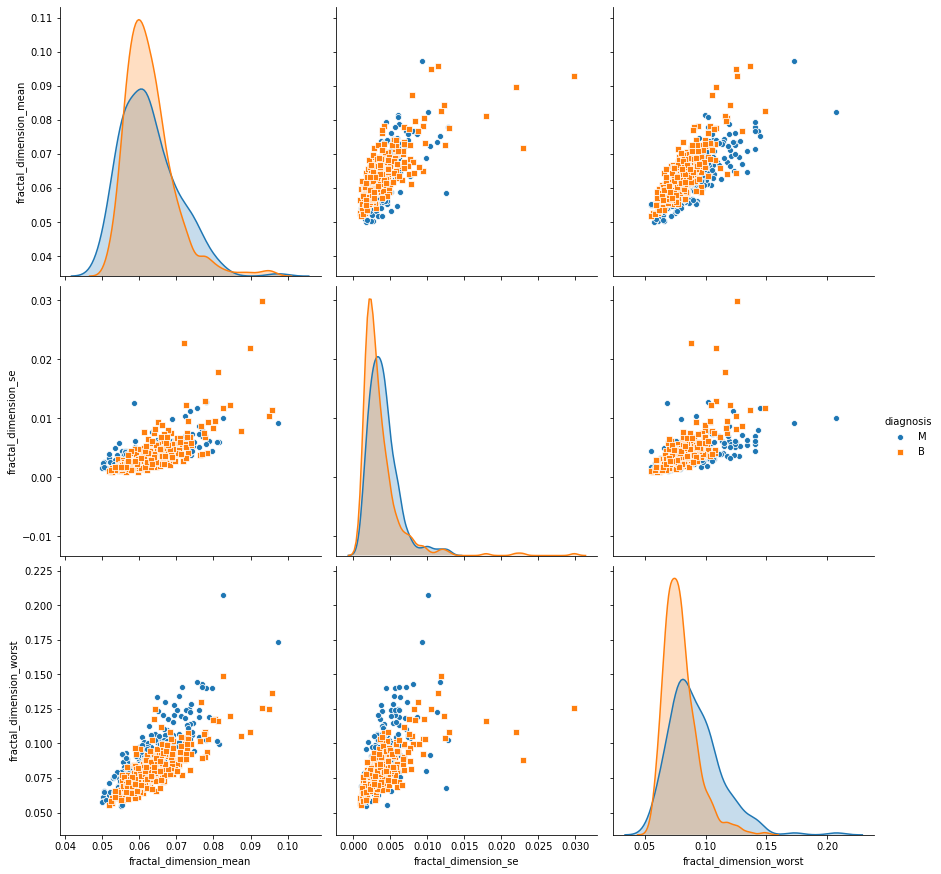 0.11
0.10
0.09
0.08
0.07
0.06
0.05
0.04
fractal_dimension_mean
0.03
0.02
0.01
0.00
−0.01
fractal_dimension_se
diagnosis
M
B
0.225
0.200
0.175
0.150
0.125
0.100
0.075
0.050
fractal_dimension_worst
0.04 0.05 0.06 0.07 0.08 0.09 0.10
fractal_dimension_mean
0.000 0.005 0.010 0.015 0.020 0.025 0.030
fractal_dimension_se
0.05 0.10 0.15 0.20
fractal_dimension_worst